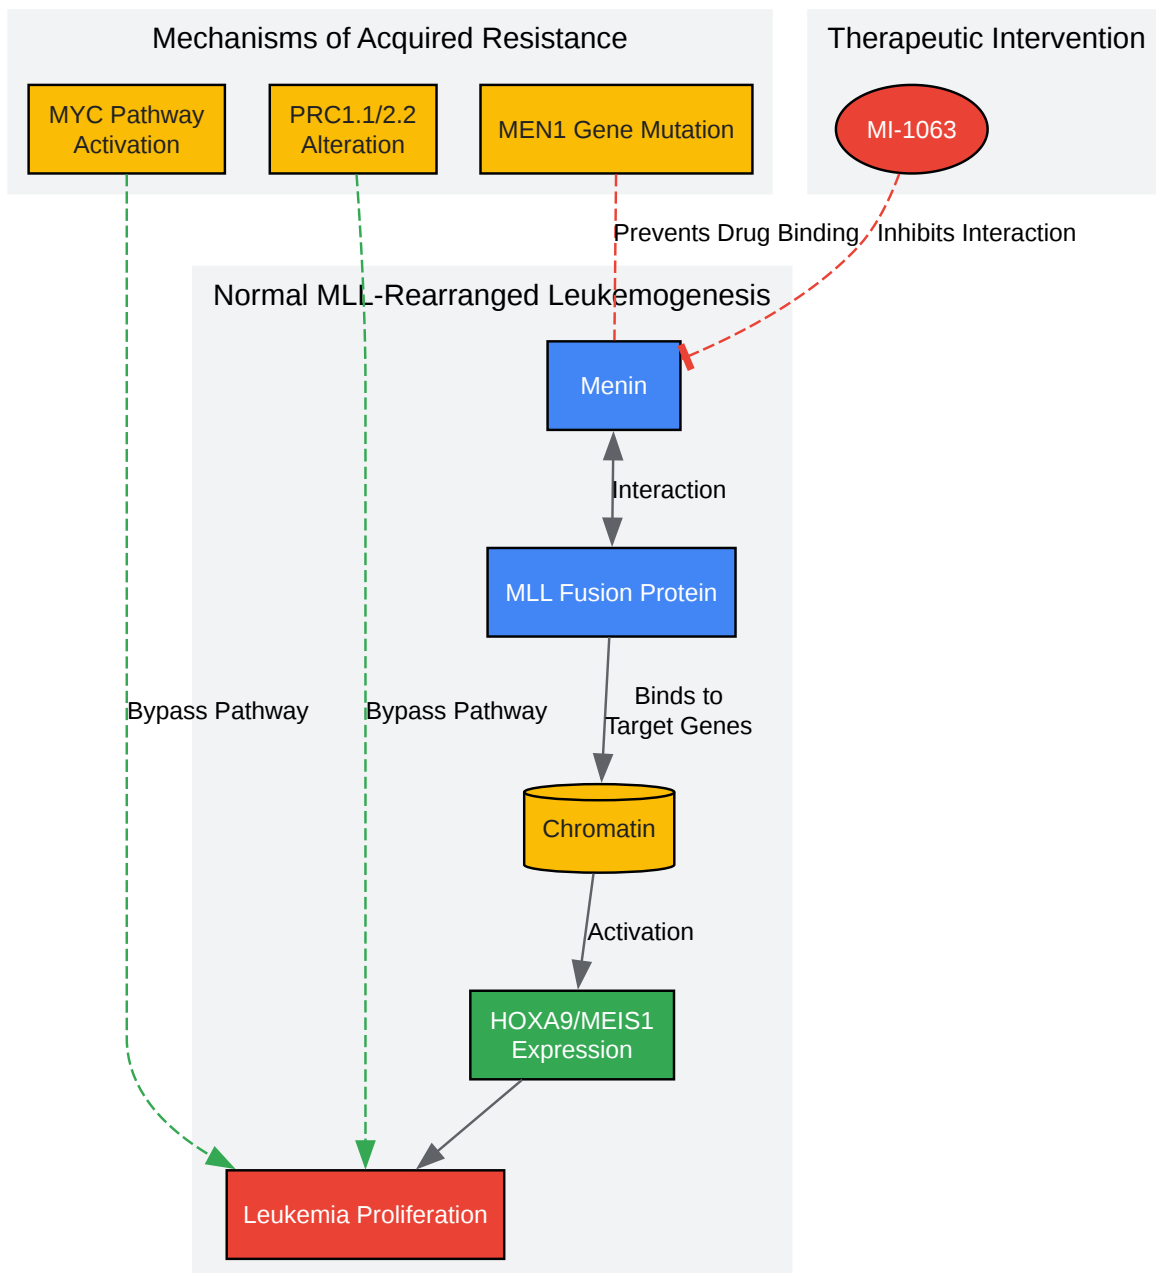 Mechanisms of Acquired Resistance
Therapeutic Intervention
MYC Pathway
Activation
PRC1.1/2.2
Alteration
MEN1 Gene Mutation
MI-1063
Prevents Drug Binding
Inhibits Interaction
Normal MLL-Rearranged Leukemogenesis
Menin
Interaction
MLL Fusion Protein
Bypass Pathway
Bypass Pathway
Binds to
Target Genes
Chromatin
Activation
HOXA9/MEIS1
Expression
Leukemia Proliferation